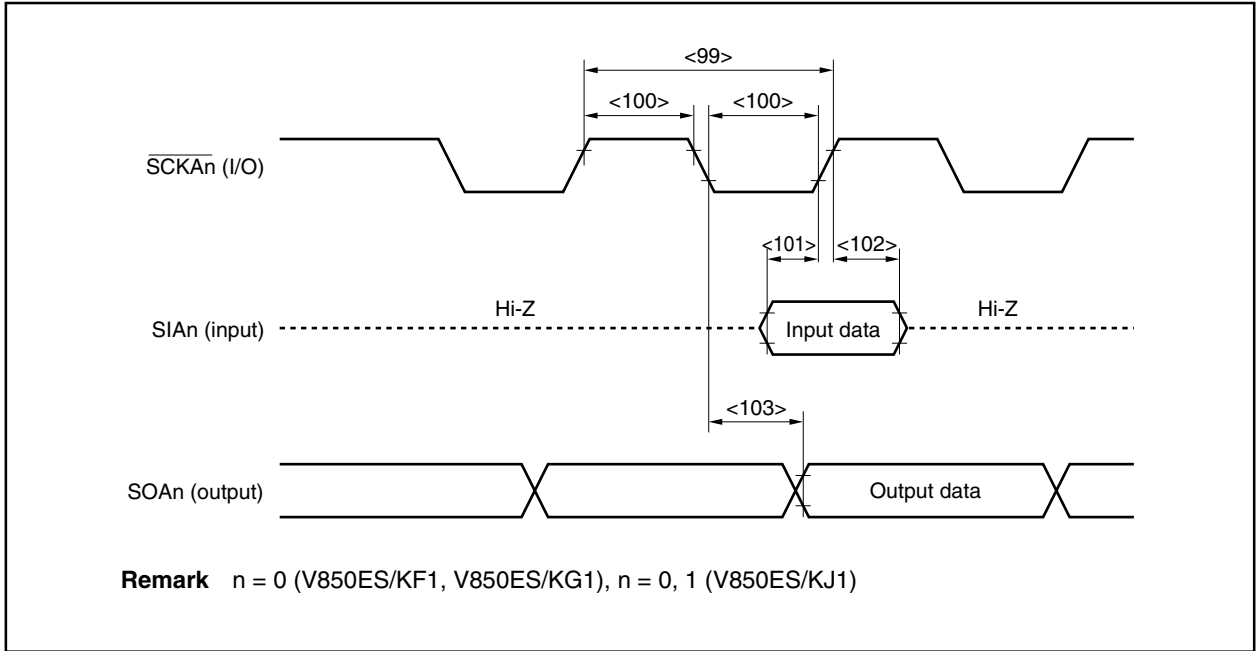 <99>
<100> <100>
SCKAn (I/O)
<101> <102>
Hi-Z Hi-Z
SIAn (input) Input data
<103>
SOAn (output) Output data
Remark n = 0 (V850ES/KF1, V850ES/KG1), n = 0, 1 (V850ES/KJ1)